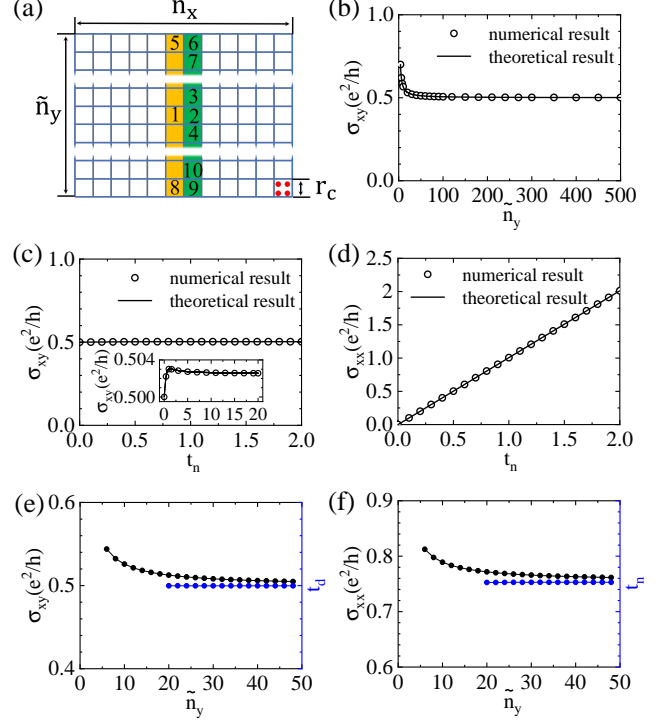 (a)
n_x
ñ_y
5 6
7
3
1 2
4
10
8 9
r_c
(b)
σ_xy(e²/h)
1.0
0.5
0.0
numerical result
theoretical result
0 100 200 300 400 500
ñ_y
(c)
σ_xy(e²/h)
1.0
0.5
0.0
numerical result
theoretical result
σ_xy(e²/h)
0.504
0.500
0 5 10 15 20
0.0 0.5 1.0 1.5 2.0
t_n
(d)
σ_xx(e²/h)
2.5
2.0
1.5
1.0
0.5
0.0
numerical result
theoretical result
0.0 0.5 1.0 1.5 2.0
t_n
(e)
σ_xy(e²/h)
0.6
0.5
0.4
t_d
0 10 20 30 40 50
ñ_y
(f)
σ_xx(e²/h)
0.9
0.8
0.7
0.6
t_n
0 10 20 30 40 50
ñ_y